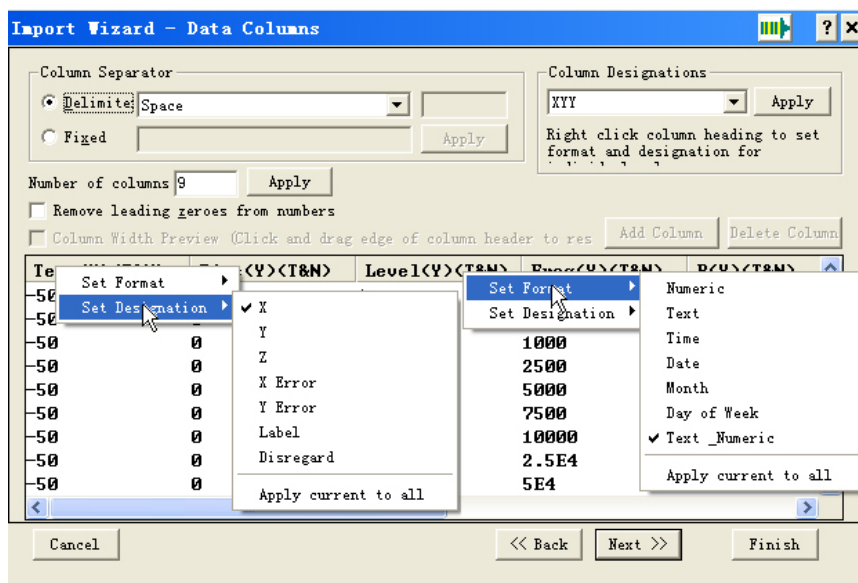 Import Wizard - Data Columns
Column Separator
Column Designations
Delimite Space
XYY Apply
Fixed Apply
Right click column heading to set
format and designation for
Number of columns 9 Apply
Remove leading zeroes from numbers
Column Width Preview (Click and drag edge of column header to res Add Column Delete Column
Te (Y)(T&N) Level(Y)(T&N) Freq(Y)(T&N) R(Y)(T&N)
Set Format
Set Designation
X
Y
Z
X Error
Y Error
Label
Disregard
Apply current to all
Set Format
Set Designation
Numeric
Text
Time
Date
Month
Day of Week
Text _Numeric
Apply current to all
-50
-50
-50 0 1000
-50 0 2500
-50 0 5000
-50 0 7500
-50 0 10000
-50 0 2.5E4
-50 0 5E4
Cancel << Back Next >> Finish